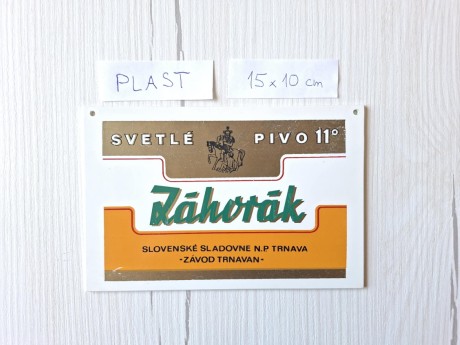 PLAST
15 x 10 cm
SVETLÉ PIVO 11°
Záhorák
SLOVENSKÉ SLADOVNE N.P. TRNAVA
-ZÁVOD TRNAVAN-